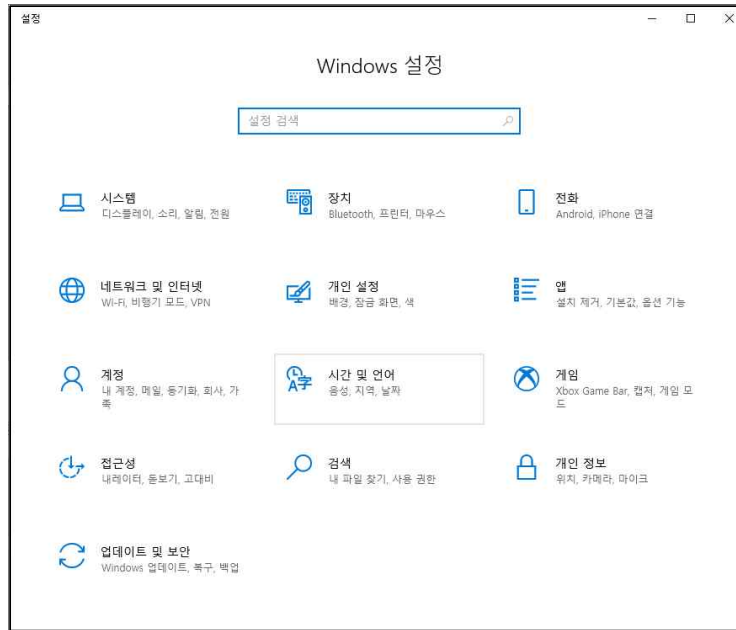 설정
Windows 설정
설정 검색
시스템
디스플레이, 소리, 알림, 전원
장치
Bluetooth, 프린터, 마우스
전화
Android, iPhone 연결
네트워크 및 인터넷
Wi-Fi, 비행기 모드, VPN
개인 설정
배경, 잠금 화면, 색
앱
설치 제거, 기본값, 옵션 기능
계정
내 계정, 메일, 동기화, 회사, 가
족
시간 및 언어
음성, 지역, 날짜
게임
Xbox Game Bar, 캡처, 게임 모
드
접근성
내레이터, 돋보기, 고대비
검색
내 파일 찾기, 사용 권한
개인 정보
위치, 카메라, 마이크
업데이트 및 보안
Windows 업데이트, 복구, 백업